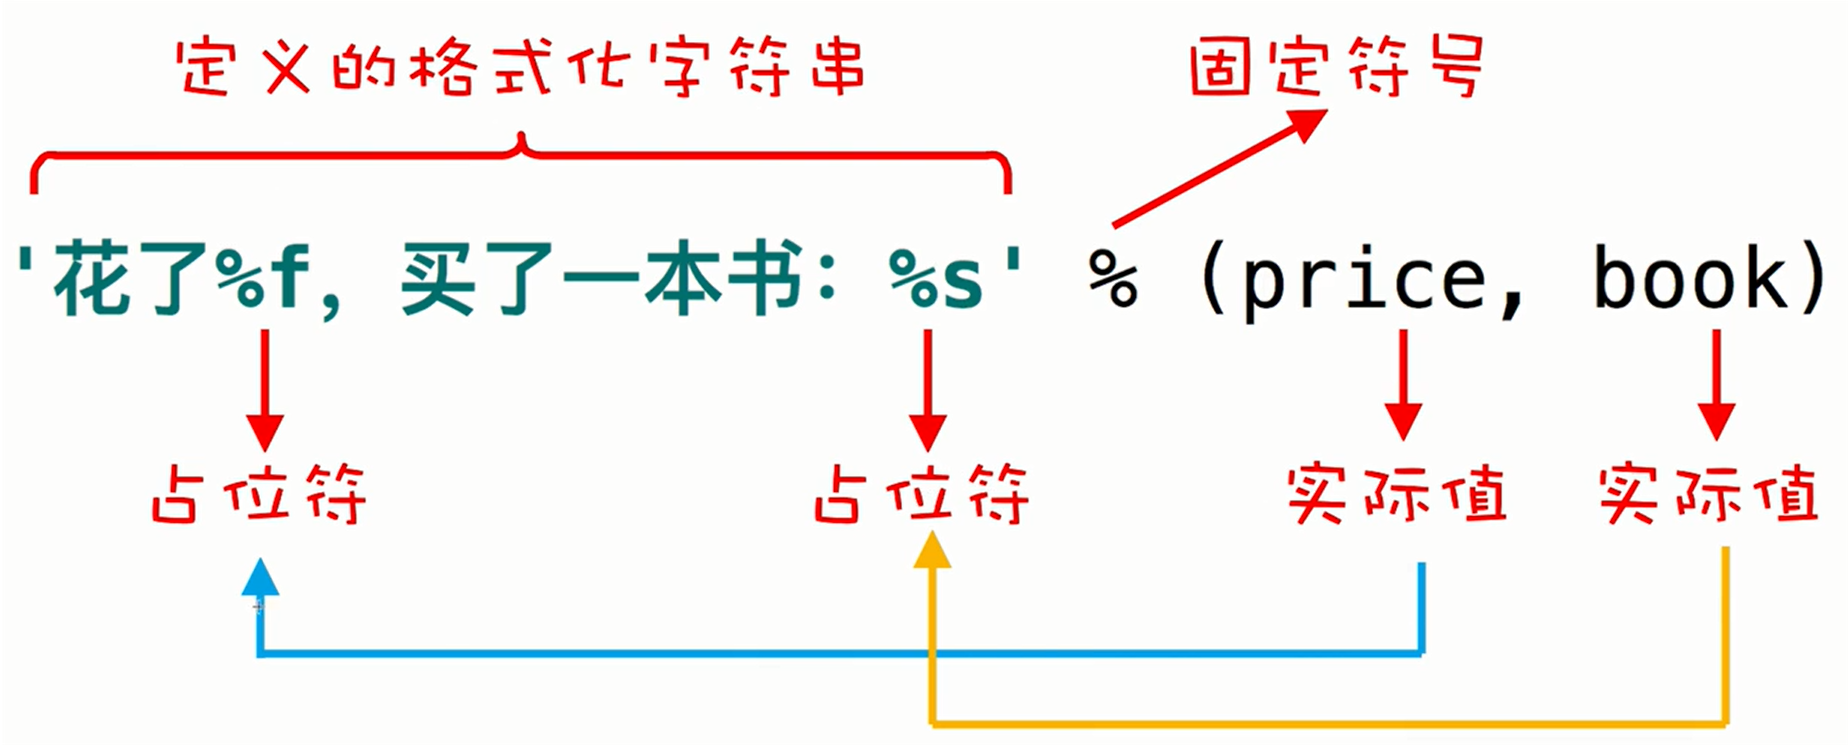 定义的格式化字符串 固定符号
'花了%f, 买了一本书: %s' % (price, book)
占位符 占位符 实际值 实际值